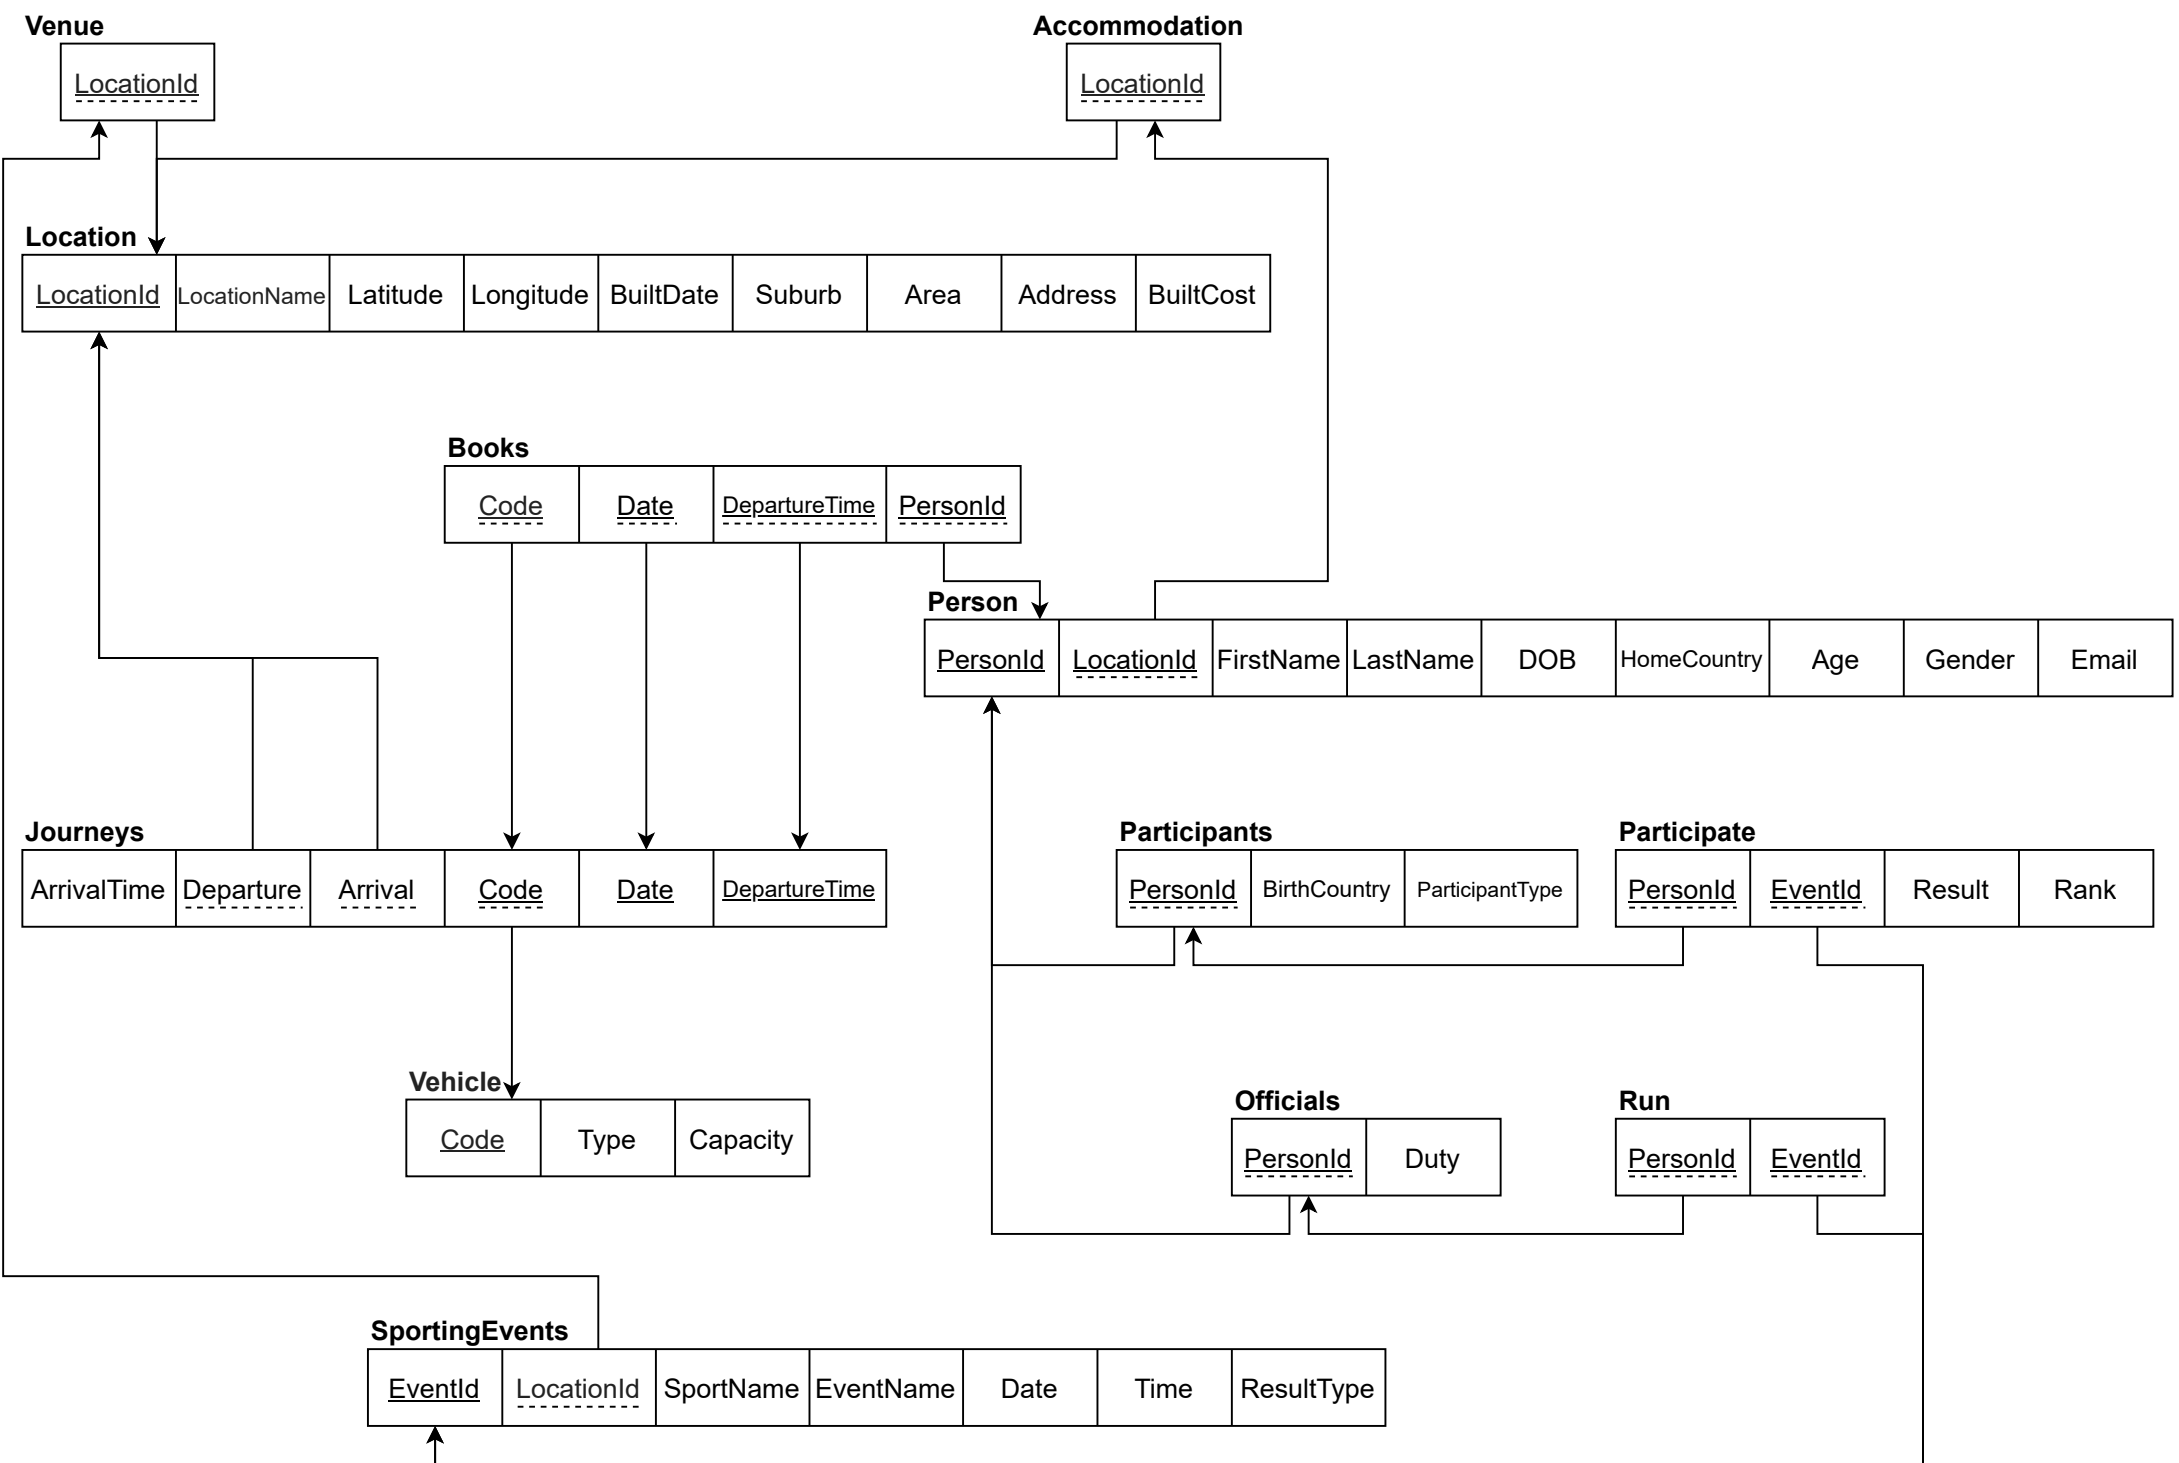 Venue
Accommodation
LocationId
LocationId
Location
LocationId LocationName Latitude Longitude BuiltDate Suburb Area Address BuiltCost
Books
Code Date DepartureTime PersonId
Person
PersonId LocationId FirstName LastName DOB HomeCountry Age Gender Email
Journeys
ArrivalTime Departure Arrival Code Date DepartureTime
Participants
PersonId BirthCountry ParticipantType
Participate
PersonId EventId Result Rank
Vehicle
Code Type Capacity
Officials
PersonId Duty
Run
PersonId EventId
SportingEvents
EventId LocationId SportName EventName Date Time ResultType